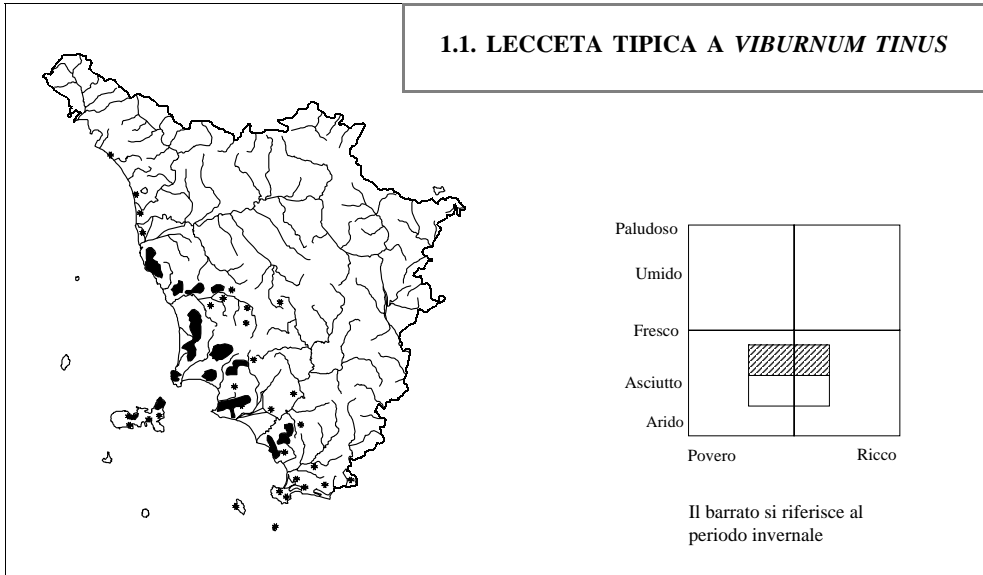 1.1. LECCETA TIPICA A VIBURNUM TINUS
Paludoso
Umido
Fresco
Asciutto
Arido
Povero Ricco
Il barrato si riferisce al
periodo invernale